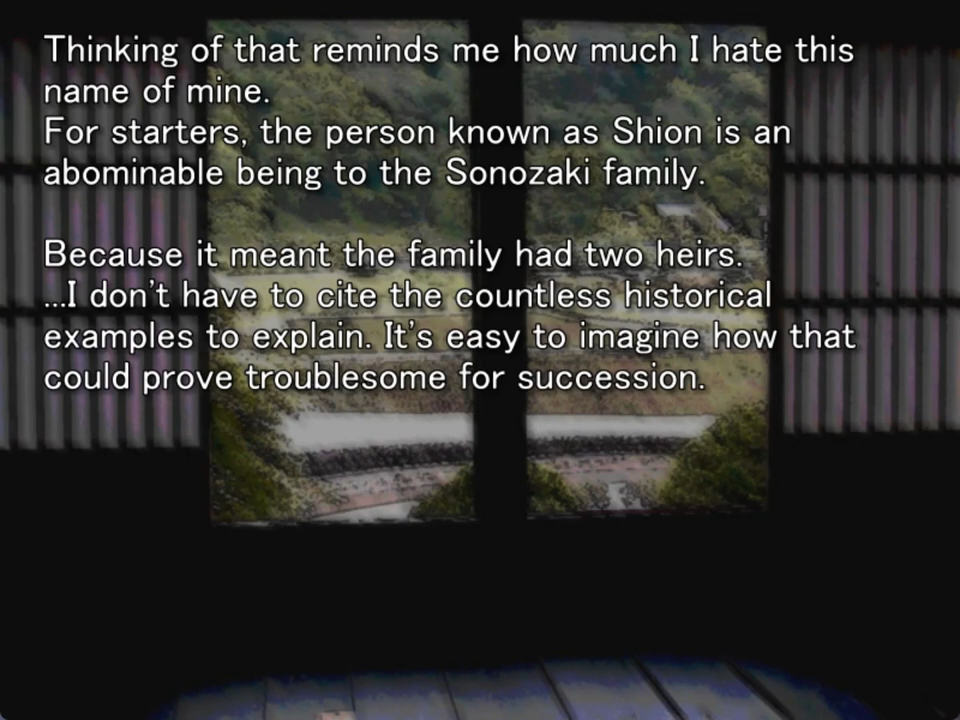 Thinking of that reminds me how much I hate this
name of mine.
For starters, the person known as Shion is an
abominable being to the Sonozaki family.
Because it meant the family had two heirs.
...I don't have to cite the countless historical
examples to explain. It's easy to imagine how that
could prove troublesome for succession.